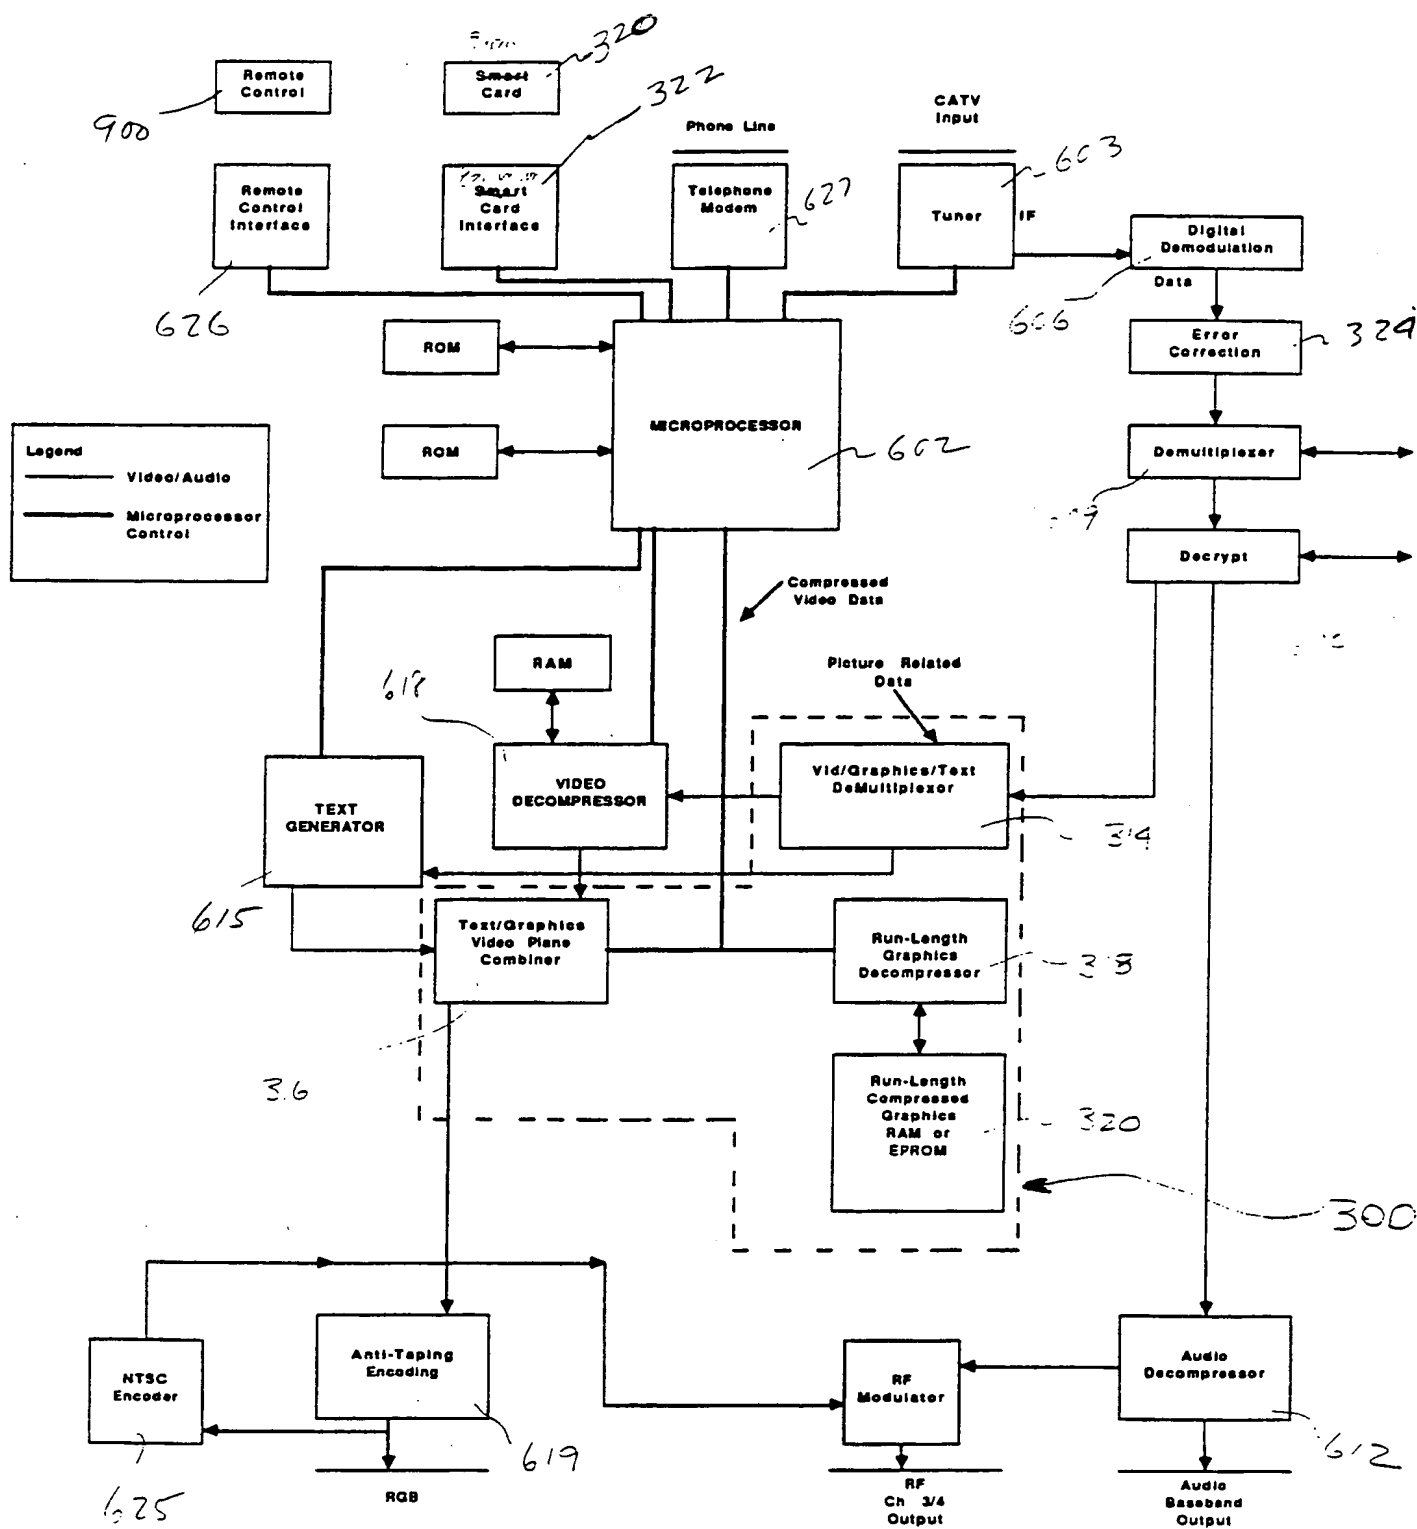 320
Remote
Control
Smart
Card
900
322
CATV
Input
Phone Line
603
Remote
Control
Interface
Smart
Card
Interface
Telephone
Modem
627
Tuner
IF
Digital
Demodulation
Data
626
606
ROM
Error
Correction
324
MICROPROCESSOR
602
ROM
Demultiplexer
Legend
Video/Audio
Microprocessor
Control
Decrypt
Compressed
Video Data
RAM
Picture Related
Data
618
VIDEO
DECOMPRESSOR
Vid/Graphics/Text
DeMultiplexor
314
TEXT
GENERATOR
615
Text/Graphics
Video Plane
Combiner
Run-Length
Graphics
Decompressor
318
Run-Length
Compressed
Graphics
RAM or
EPROM
320
300
NTSC
Encoder
Anti-Taping
Encoding
RF
Modulator
Audio
Decompressor
625
619
612
RGB
RF
Ch 3/4
Output
Audio
Baseband
Output